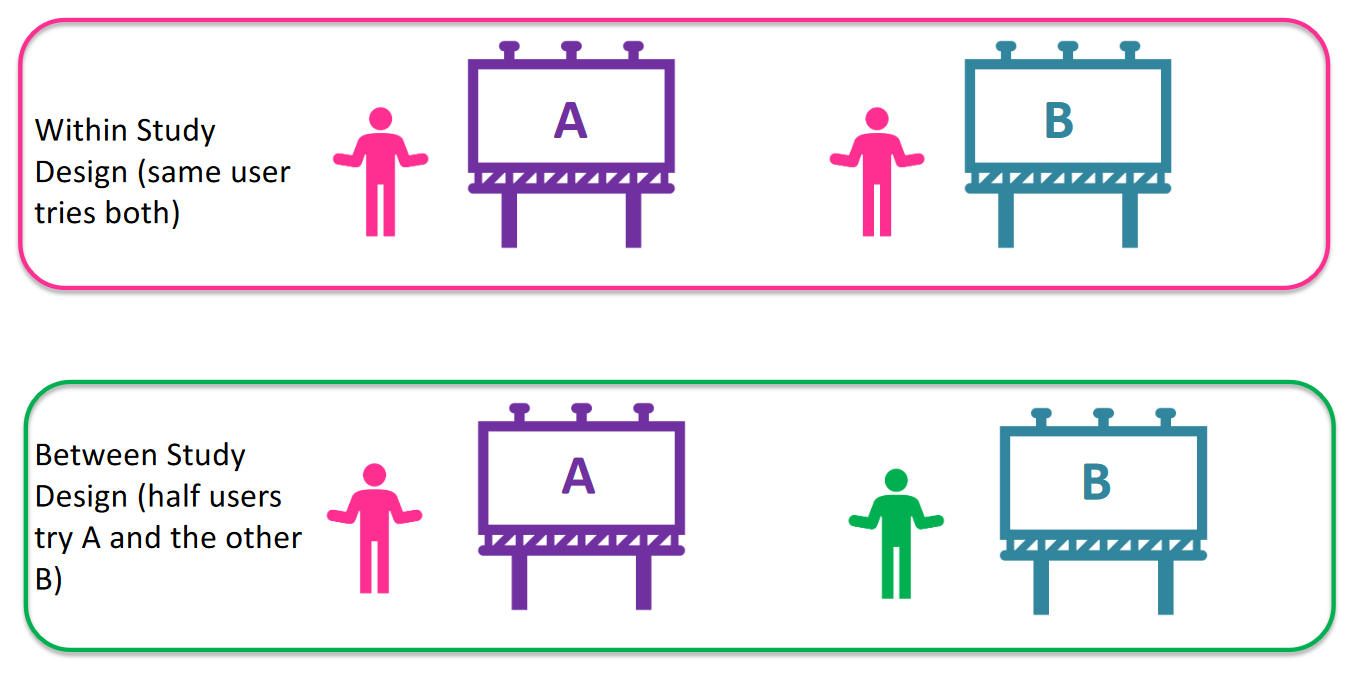 Within Study
Design (same user
tries both)
A
B
Between Study
Design (half users
try A and the other
B)
A
B